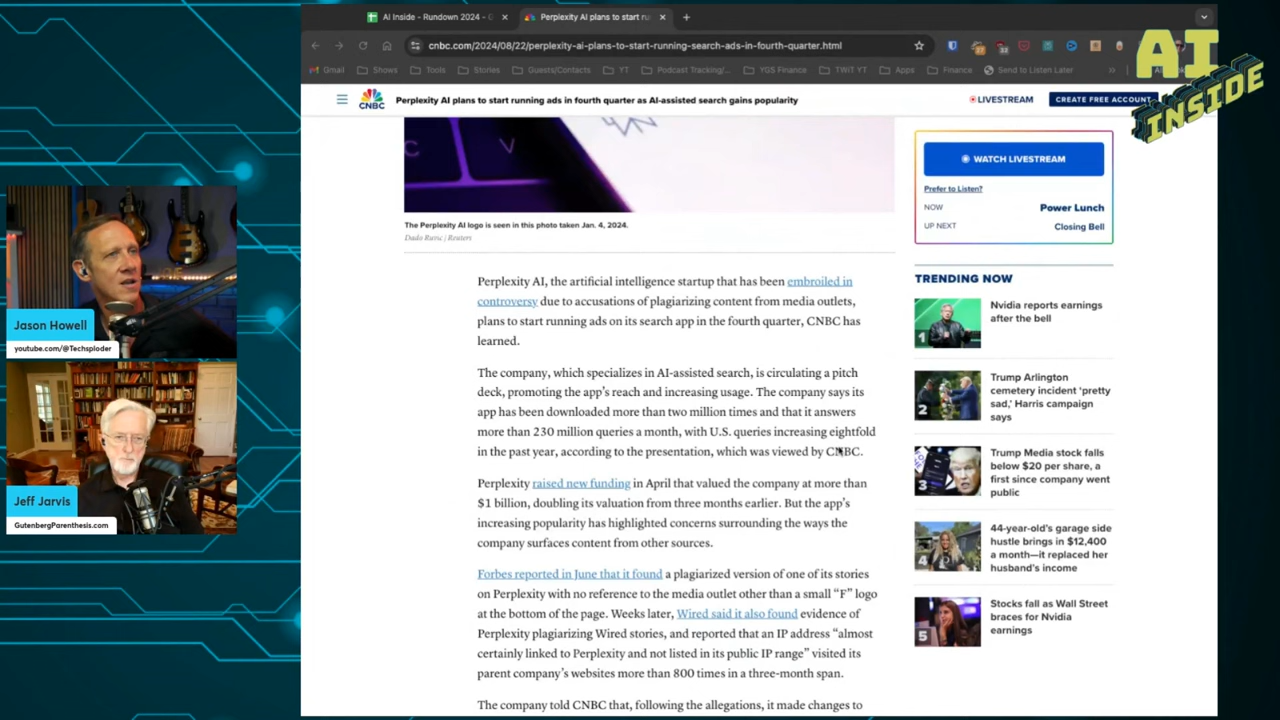 AI Inside - Rundown 2024 -
Perplexity AI plans to start ru
cnbc.com/2024/08/22/perplexity-ai-plans-to-start-running-search-ads-in-fourth-quarter.html
Gmail
Shows
Tools
Stories
Guests/Contacts
YT
Podcast Tracking/...
YGS Finance
TWiT YT
Apps
Finance
Send to Listen Later
AI
INSIDE
CNBC
Perplexity AI plans to start running ads in fourth quarter as AI-assisted search gains popularity
LIVESTREAM
CREATE FREE ACCOUNT
C
V
The Perplexity AI logo is seen in this photo taken Jan. 4, 2024.
Dado Ruvic | Reuters
Perplexity AI, the artificial intelligence startup that has been embroiled in
controversy due to accusations of plagiarizing content from media outlets,
plans to start running ads on its search app in the fourth quarter, CNBC has
learned.
The company, which specializes in AI-assisted search, is circulating a pitch
deck, promoting the app's reach and increasing usage. The company says its
app has been downloaded more than two million times and that it answers
more than 230 million queries a month, with U.S. queries increasing eightfold
in the past year, according to the presentation, which was viewed by CNBC.
Perplexity raised new funding in April that valued the company at more than
$1 billion, doubling its valuation from three months earlier. But the app's
increasing popularity has highlighted concerns surrounding the ways the
company surfaces content from other sources.
Forbes reported in June that it found a plagiarized version of one of its stories
on Perplexity with no reference to the media outlet other than a small “F” logo
at the bottom of the page. Weeks later, Wired said it also found evidence of
Perplexity plagiarizing Wired stories, and reported that an IP address “almost
certainly linked to Perplexity and not listed in its public IP range” visited its
parent company's websites more than 800 times in a three-month span.
The company told CNBC that, following the allegations, it made changes to
WATCH LIVESTREAM
Prefer to Listen?
NOW
Power Lunch
UP NEXT
Closing Bell
TRENDING NOW
1
Nvidia reports earnings
after the bell
2
Trump Arlington
cemetery incident ‘pretty
sad,’ Harris campaign
says
3
Trump Media stock falls
below $20 per share, a
first since company went
public
4
44-year-old's garage side
hustle brings in $12,400
a month—it replaced her
husband's income
5
Stocks fall as Wall Street
braces for Nvidia
earnings
Jason Howell
youtube.com/@Techsploder
Jeff Jarvis
GutenbergParenthesis.com